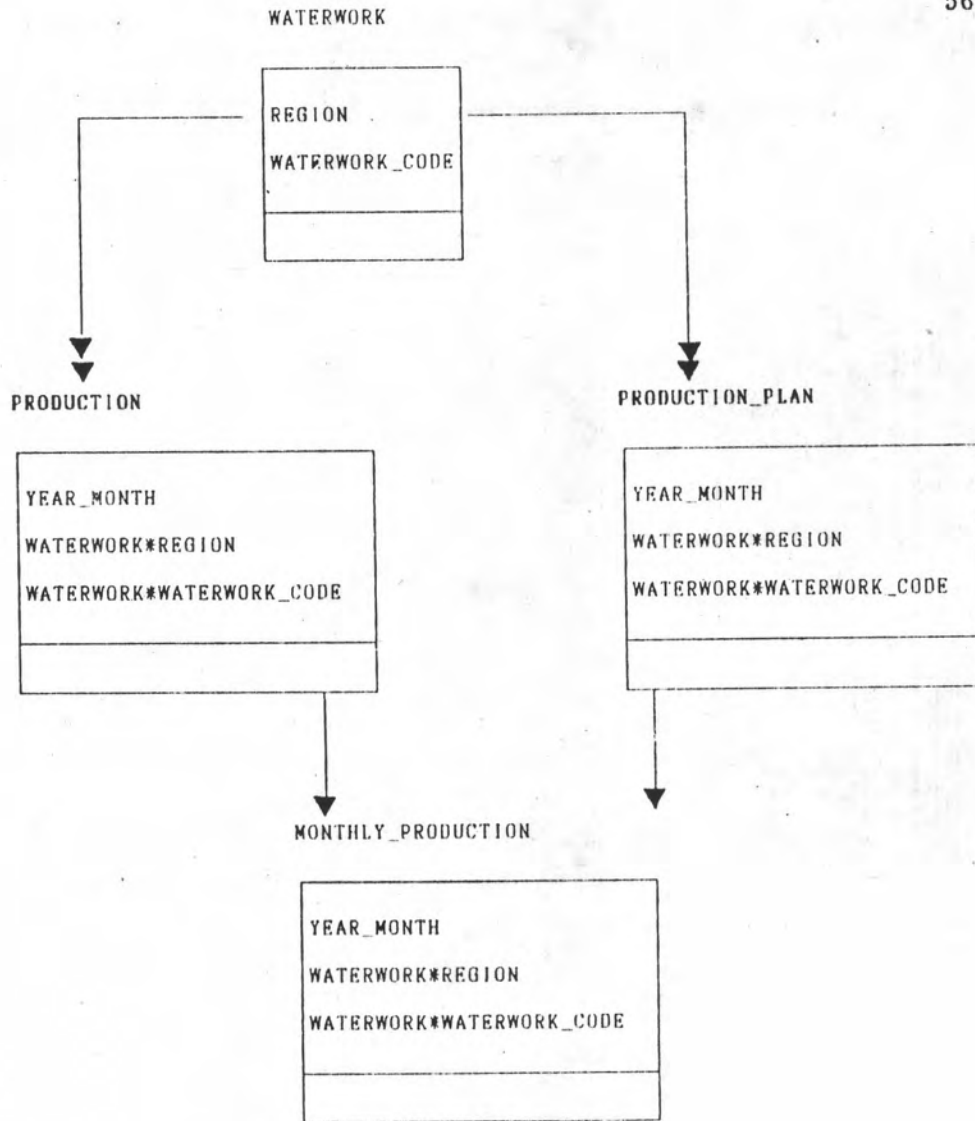 56
WATERWORK
REGION
WATERWORK_CODE
PRODUCTION
PRODUCTION_PLAN
YEAR_MONTH
WATERWORK*REGION
WATERWORK*WATERWORK_CODE
YEAR_MONTH
WATERWORK*REGION
WATERWORK*WATERWORK_CODE
MONTHLY_PRODUCTION
YEAR_MONTH
WATERWORK*REGION
WATERWORK*WATERWORK_CODE